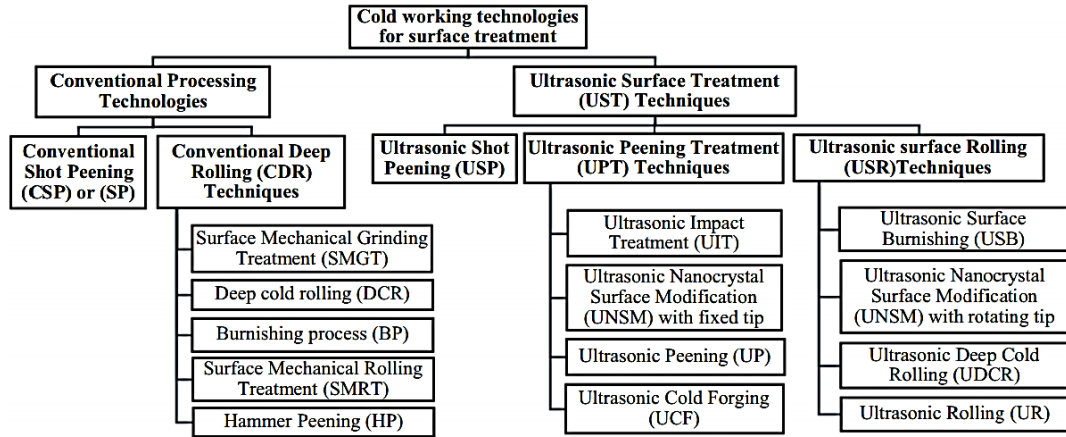 Cold working technologies
for surface treatment
Conventional Processing
Technologies
Ultrasonic Surface Treatment
(UST) Techniques
Conventional
Shot Peening
(CSP) or (SP)
Conventional Deep
Rolling (CDR)
Techniques
Ultrasonic Shot
Peening (USP)
Ultrasonic Peening Treatment
(UPT) Techniques
Ultrasonic surface Rolling
(USR)Techniques
Surface Mechanical Grinding
Treatment (SMGT)
Deep cold rolling (DCR)
Burnishing process (BP)
Surface Mechanical Rolling
Treatment (SMRT)
Hammer Peening (HP)
Ultrasonic Impact
Treatment (UIT)
Ultrasonic Nanocrystal
Surface Modification
(UNSM) with fixed tip
Ultrasonic Peening (UP)
Ultrasonic Cold Forging
(UCF)
Ultrasonic Surface
Burnishing (USB)
Ultrasonic Nanocrystal
Surface Modification
(UNSM) with rotating tip
Ultrasonic Deep Cold
Rolling (UDCR)
Ultrasonic Rolling (UR)